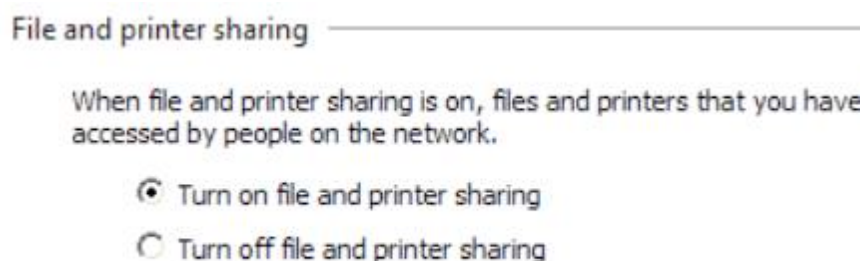 File and printer sharing
When file and printer sharing is on, files and printers that you have
accessed by people on the network.
Turn on file and printer sharing
Turn off file and printer sharing